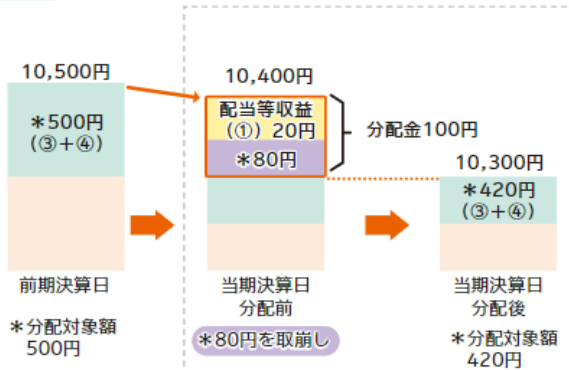 10,500円
*500円
(③+④)
前期決算日
*分配対象額
500円
10,400円
配当等収益
(①) 20円
*80円
分配金100円
当期決算日
分配前
*80円を取崩し
10,300円
*420円
(③+④)
当期決算日
分配後
*分配対象額
420円